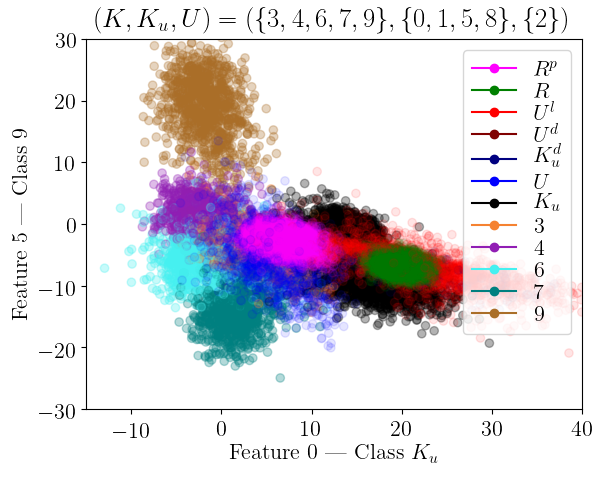 (K, K_u, U) = ({3, 4, 6, 7, 9}, {0, 1, 5, 8}, {2})
30
20
10
0
−10
−20
−30
Feature 5 — Class 9
R^p
R
U^l
U^d
K_u^d
U
K_u
3
4
6
7
9
−10 0 10 20 30 40
Feature 0 — Class K_u